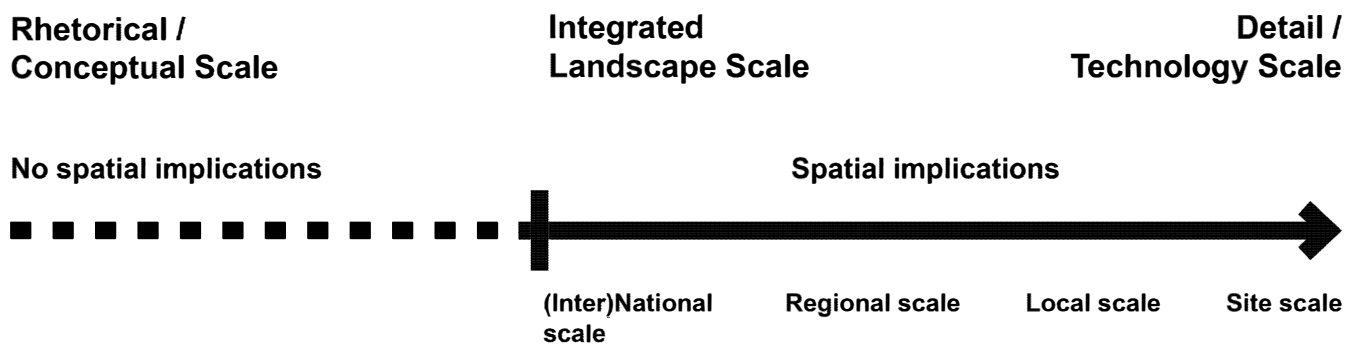 Rhetorical /
Conceptual Scale
Integrated
Landscape Scale
Detail /
Technology Scale
No spatial implications
Spatial implications
(Inter)National
scale
Regional scale
Local scale
Site scale